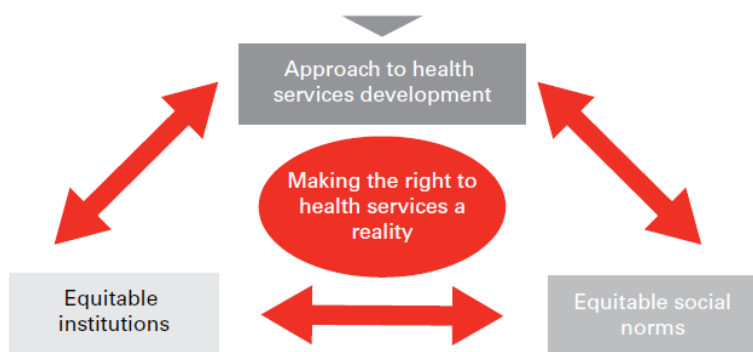 Approach to health
services development
Making the right to
health services a
reality
Equitable
institutions
Equitable social
norms